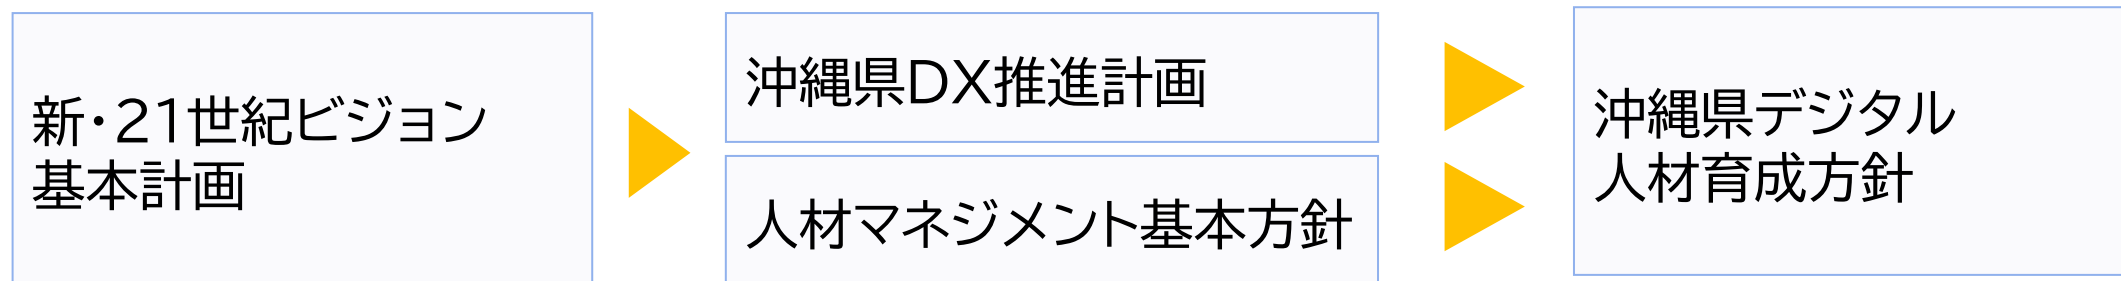 新・21世紀ビジョン
基本計画
沖縄県DX推進計画
人材マネジメント基本方針
沖縄県デジタル
人材育成方針